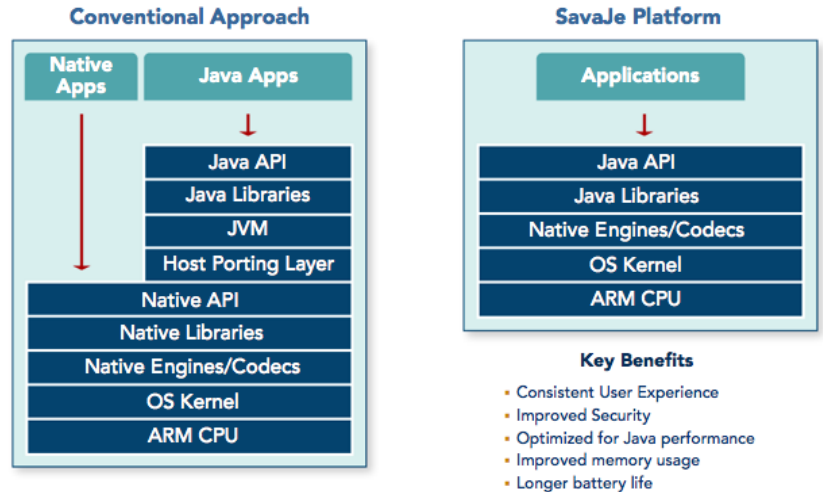 Conventional Approach
Native
Apps
Java Apps
Java API
Java Libraries
JVM
Host Porting Layer
Native API
Native Libraries
Native Engines/Codecs
OS Kernel
ARM CPU
SavaJe Platform
Applications
Java API
Java Libraries
Native Engines/Codecs
OS Kernel
ARM CPU
Key Benefits
▪ Consistent User Experience
▪ Improved Security
▪ Optimized for Java performance
▪ Improved memory usage
▪ Longer battery life